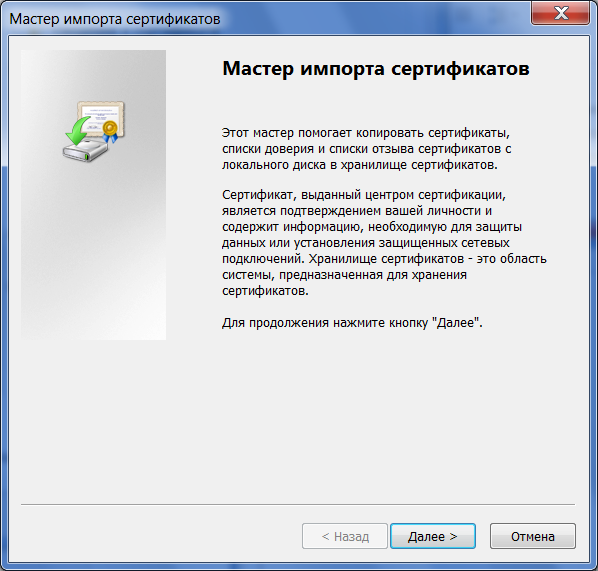 Мастер импорта сертификатов
Мастер импорта сертификатов
Этот мастер помогает копировать сертификаты,
списки доверия и списки отзыва сертификатов с
локального диска в хранилище сертификатов.
Сертификат, выданный центром сертификации,
является подтверждением вашей личности и
содержит информацию, необходимую для защиты
данных или установления защищенных сетевых
подключений. Хранилище сертификатов - это область
системы, предназначенная для хранения
сертификатов.
Для продолжения нажмите кнопку "Далее".
< Назад
Далее >
Отмена